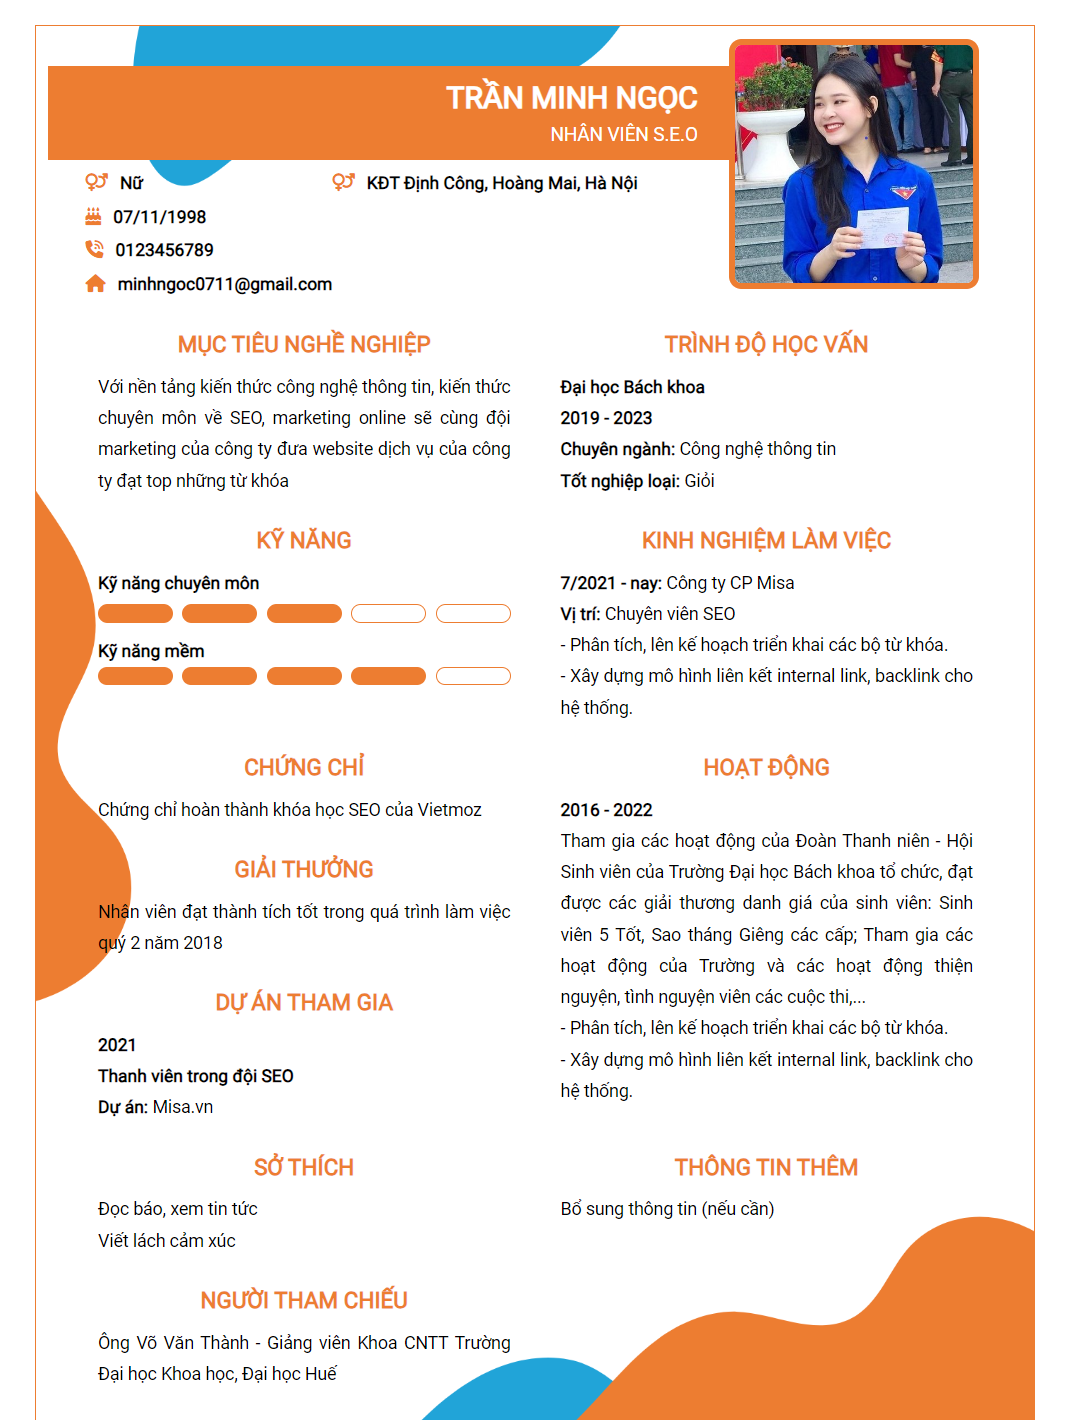 TRẦN MINH NGỌC
NHÂN VIÊN S.E.O
Nữ
KĐT Định Công, Hoàng Mai, Hà Nội
07/11/1998
0123456789
minhngoc0711@gmail.com
MỤC TIÊU NGHỀ NGHIỆP
Với nền tảng kiến thức công nghệ thông tin, kiến thức
chuyên môn về SEO, marketing online sẽ cùng đội
marketing của công ty đưa website dịch vụ của công
ty đạt top những từ khóa
KỸ NĂNG
Kỹ năng chuyên môn
Kỹ năng mềm
CHỨNG CHỈ
Chứng chỉ hoàn thành khóa học SEO của Vietmoz
GIẢI THƯỞNG
Nhân viên đạt thành tích tốt trong quá trình làm việc
quý 2 năm 2018
DỰ ÁN THAM GIA
2021
Thanh viên trong đội SEO
Dự án: Misa.vn
SỞ THÍCH
Đọc báo, xem tin tức
Viết lách cảm xúc
NGƯỜI THAM CHIẾU
Ông Võ Văn Thành - Giảng viên Khoa CNTT Trường
Đại học Khoa học, Đại học Huế
TRÌNH ĐỘ HỌC VẤN
Đại học Bách khoa
2019 - 2023
Chuyên ngành: Công nghệ thông tin
Tốt nghiệp loại: Giỏi
KINH NGHIỆM LÀM VIỆC
7/2021 - nay: Công ty CP Misa
Vị trí: Chuyên viên SEO
- Phân tích, lên kế hoạch triển khai các bộ từ khóa.
- Xây dựng mô hình liên kết internal link, backlink cho
hệ thống.
HOẠT ĐỘNG
2016 - 2022
Tham gia các hoạt động của Đoàn Thanh niên - Hội
Sinh viên của Trường Đại học Bách khoa tổ chức, đạt
được các giải thương danh giá của sinh viên: Sinh
viên 5 Tốt, Sao tháng Giêng các cấp; Tham gia các
hoạt động của Trường và các hoạt động thiện
nguyện, tình nguyện viên các cuộc thi,...
- Phân tích, lên kế hoạch triển khai các bộ từ khóa.
- Xây dựng mô hình liên kết internal link, backlink cho
hệ thống.
THÔNG TIN THÊM
Bổ sung thông tin (nếu cần)